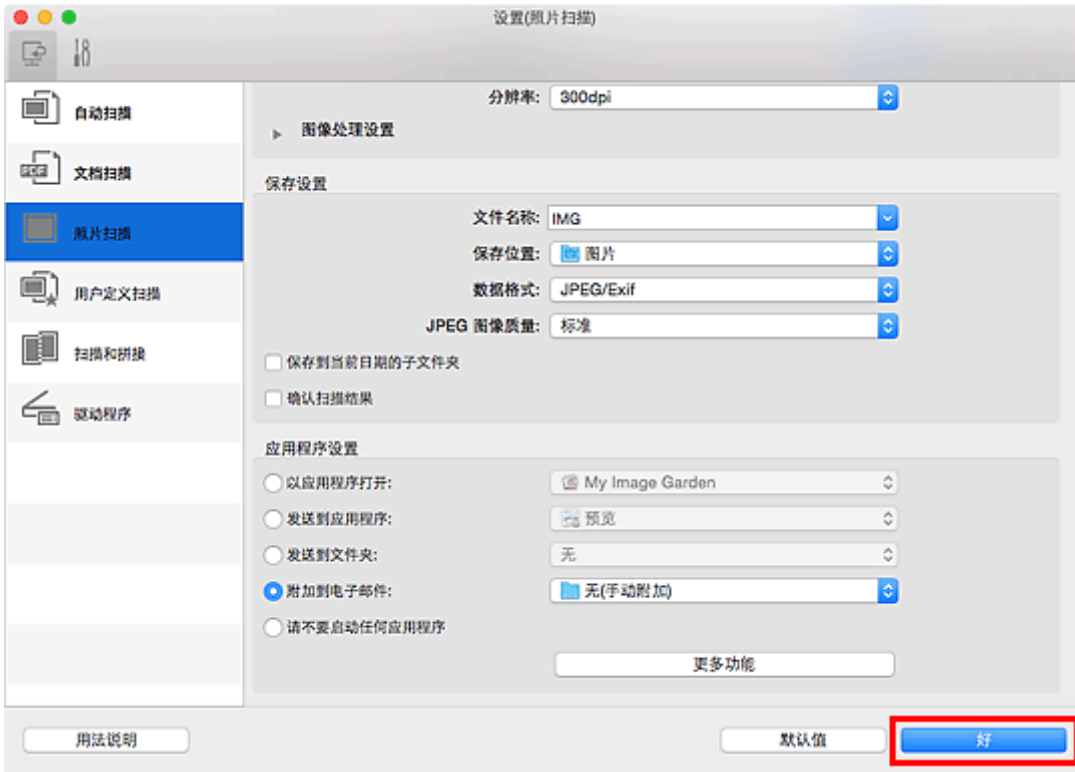 设置(照片扫描)
自动扫描
PDF
文档扫描
照片扫描
用户定义扫描
扫描和拼接
驱动程序
分辨率: 300dpi
图像处理设置
保存设置
文件名称: IMG
保存位置: 图片
数据格式: JPEG/Exif
JPEG 图像质量: 标准
保存到当前日期的子文件夹
确认扫描结果
应用程序设置
以应用程序打开: My Image Garden
发送到应用程序: 预览
发送到文件夹: 无
附加到电子邮件: 无(手动附加)
请不要启动任何应用程序
更多功能
用法说明
默认值
好